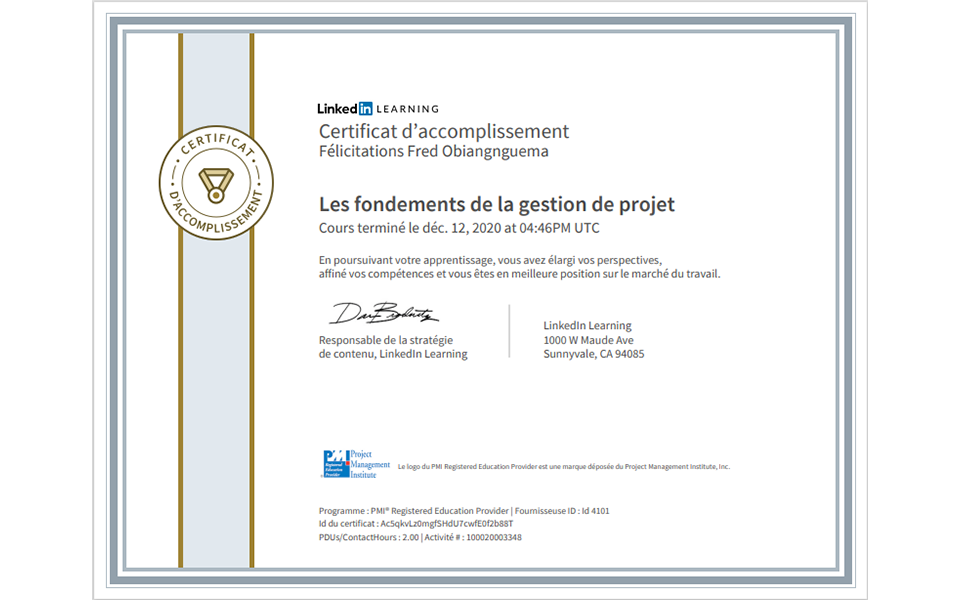 LinkedIn LEARNING
Certificat d'accomplissement
Félicitations Fred Obiangnguema
CERTIFICAT
D'ACCOMPLISSEMENT
Les fondements de la gestion de projet
Cours terminé le déc. 12, 2020 at 04:46PM UTC
En poursuivant votre apprentissage, vous avez élargi vos perspectives,
affiné vos compétences et vous êtes en meilleure position sur le marché du travail.
Responsable de la stratégie
de contenu, LinkedIn Learning
LinkedIn Learning
1000 W Maude Ave
Sunnyvale, CA 94085
PMI
Registered
Education
Provider
Project
Management
Institute
Le logo du PMI Registered Education Provider est une marque déposée du Project Management Institute, Inc.
Programme : PMI® Registered Education Provider | Fournisseuse ID : Id 4101
Id du certificat : Ac5qkvLz0mgfSHdU7cwfE0f2b88T
PDUs/ContactHours : 2.00 | Activité # : 100020003348